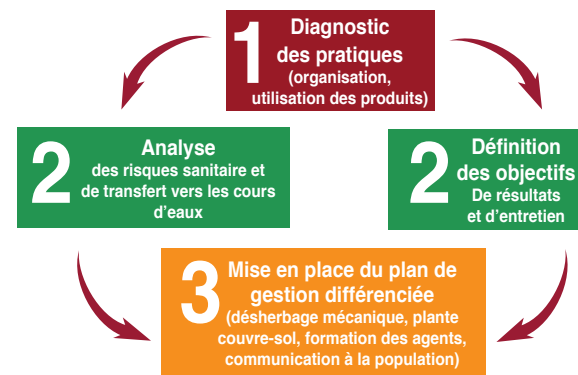 1
Diagnostic
des pratiques
(organisation,
utilisation des produits)
2
Analyse
des risques sanitaire et
de transfert vers les cours
d'eaux
2
Définition
des objectifs
De résultats
et d'entretien
3
Mise en place du plan de
gestion différenciée
(désherbage mécanique, plante
couvre-sol, formation des agents,
communication à la population)